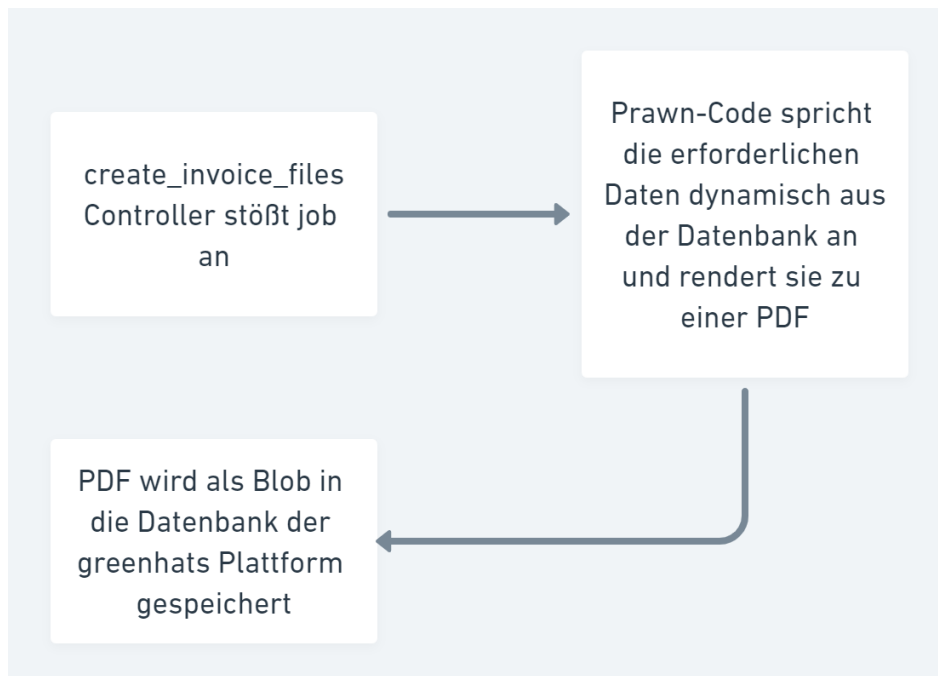 create_invoice_files
Controller stößt job
an
Prawn-Code spricht
die erforderlichen
Daten dynamisch aus
der Datenbank an
und rendert sie zu
einer PDF
PDF wird als Blob in
die Datenbank der
greenhats Plattform
gespeichert